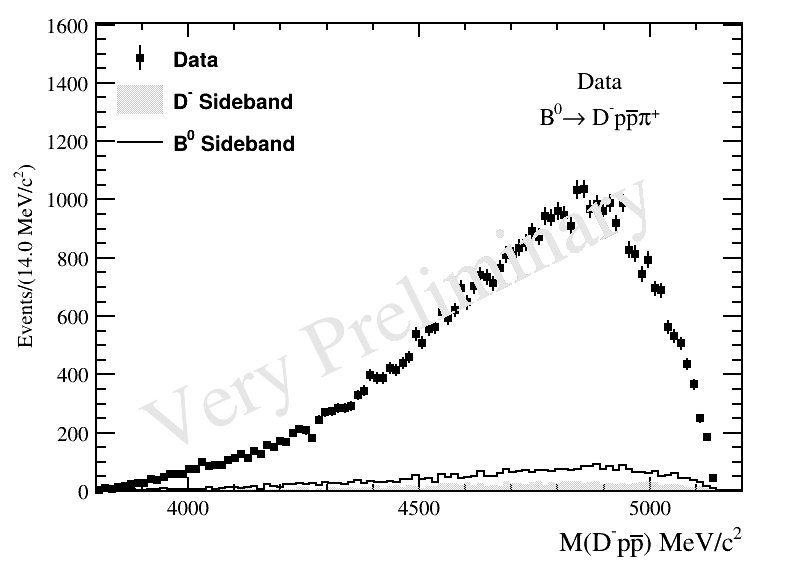 1600
1400
1200
1000
800
600
400
200
0
Events/(14.0 MeV/c²)
Data
D⁻ Sideband
B⁰ Sideband
Data
B⁰→ D⁻pp̅π⁺
Very Preliminary
4000
4500
5000
M(D⁻pp̅) MeV/c²